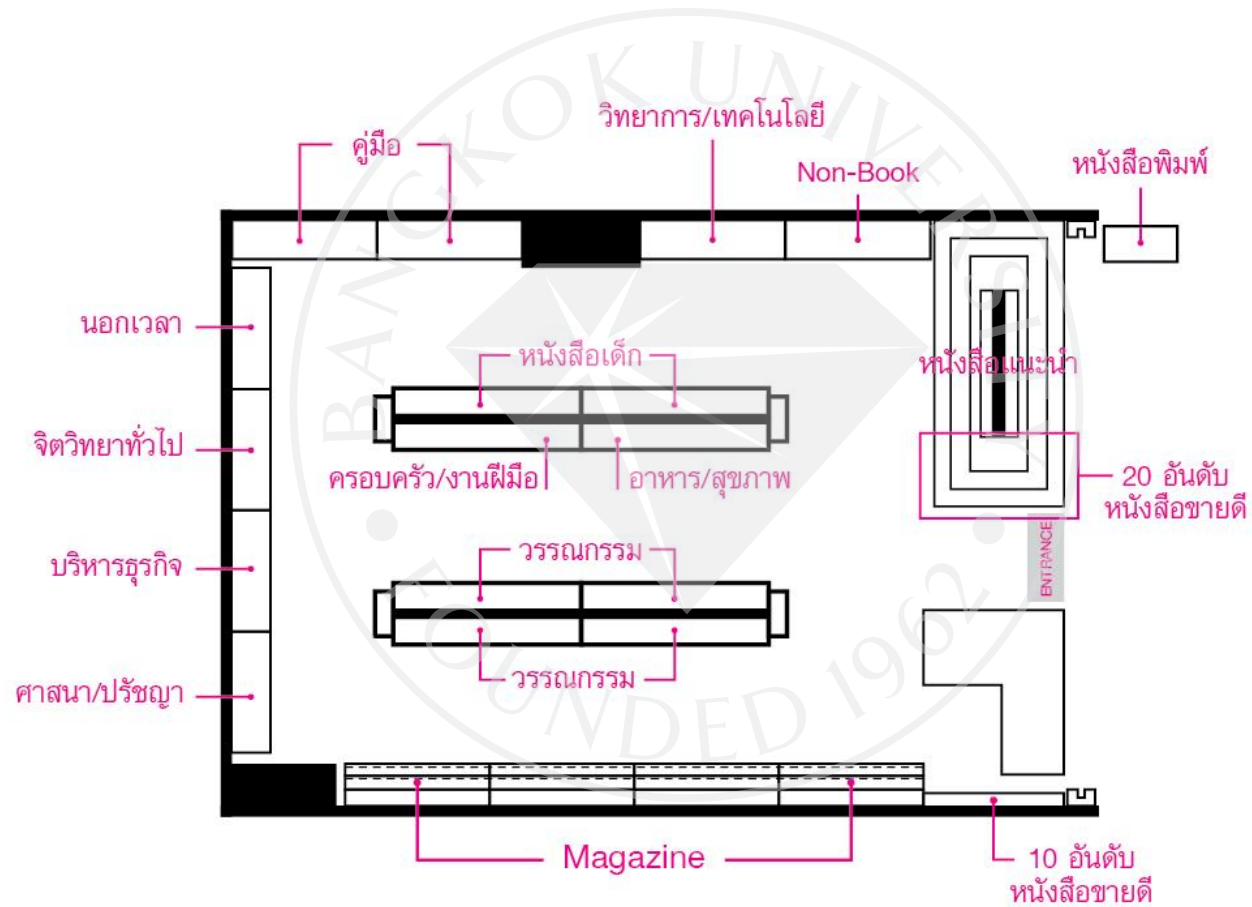 วิทยาการ/เทคโนโลยี
คู่มือ
Non-Book
หนังสือพิมพ์
นอกเวลา
หนังสือเด็ก
หนังสือแนะนำ
จิตวิทยาทั่วไป
ครอบครัว/งานฝีมือ
อาหาร/สุขภาพ
20 อันดับ
หนังสือขายดี
ENTRANCE
วรรณกรรม
บริหารธุรกิจ
วรรณกรรม
ศาสนา/ปรัชญา
Magazine
10 อันดับ
หนังสือขายดี
BANGKOK UNIVERSITY
FOUNDED 1962